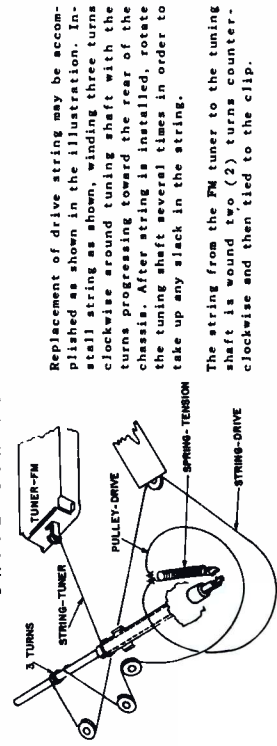 Replacement of drive string may be accom-
plished as shown in the illustration. In-
stall string as shown, winding three turns
clockwise around tuning shaft with the
turns progressing toward the rear of the
chassis. After string is installed, rotate
the tuning shaft several times in order to
take up any slack in the string.
The string from the FM tuner to the tuning
shaft is wound two (2) turns counter-
clockwise and then tied to the clip.
3 TURNS
TUNER-FM
STRING-TUNER
PULLEY-DRIVE
SPRING-TENSION
STRING-DRIVE